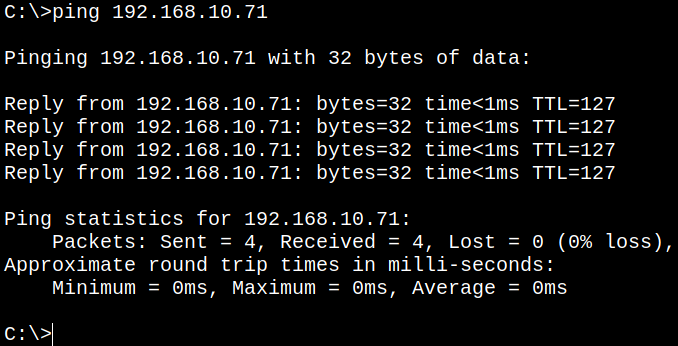 C:\>ping 192.168.10.71
Pinging 192.168.10.71 with 32 bytes of data:
Reply from 192.168.10.71: bytes=32 time<1ms TTL=127
Reply from 192.168.10.71: bytes=32 time<1ms TTL=127
Reply from 192.168.10.71: bytes=32 time<1ms TTL=127
Reply from 192.168.10.71: bytes=32 time<1ms TTL=127
Ping statistics for 192.168.10.71:
    Packets: Sent = 4, Received = 4, Lost = 0 (0% loss),
Approximate round trip times in milli-seconds:
    Minimum = 0ms, Maximum = 0ms, Average = 0ms
C:\>